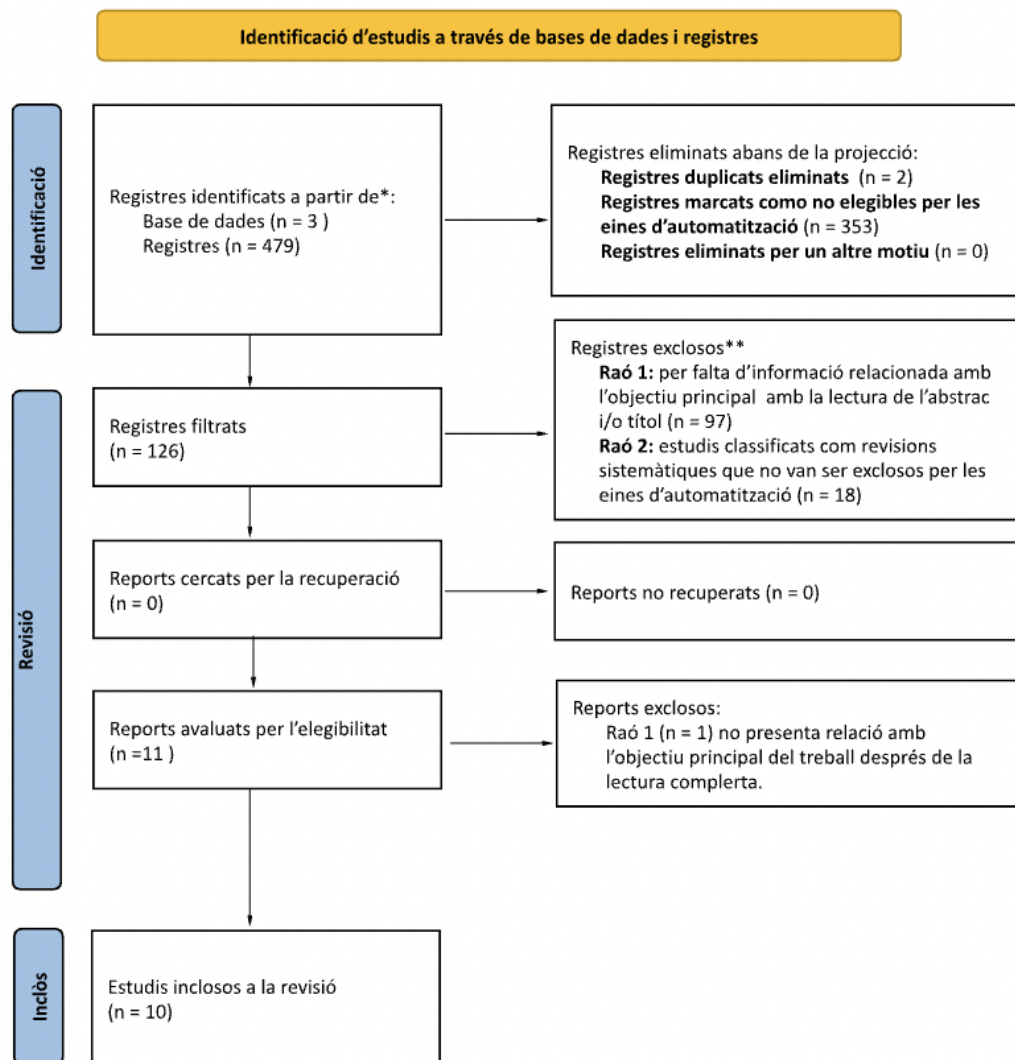 Identificació d'estudis a través de bases de dades i registres
Identificació
Registres identificats a partir de*:
Base de dades (n = 3 )
Registres (n = 479)
Registres eliminats abans de la projecció:
Registres duplicats eliminats (n = 2)
Registres marcats como no elegibles per les
eines d'automatització (n = 353)
Registres eliminats per un altre motiu (n = 0)
Revisió
Registres filtrats
(n = 126)
Registres exclosos**
Raó 1: per falta d'informació relacionada amb
l'objectiu principal amb la lectura de l'abstrac
i/o títol (n = 97)
Raó 2: estudis classificats com revisions
sistemàtiques que no van ser exclosos per les
eines d'automatització (n = 18)
Reports cercats per la recuperació
(n = 0)
Reports no recuperats (n = 0)
Reports avaluats per l'elegibilitat
(n =11 )
Reports exclosos:
Raó 1 (n = 1) no presenta relació amb
l'objectiu principal del treball després de la
lectura complerta.
Inclòs
Estudis inclosos a la revisió
(n = 10)